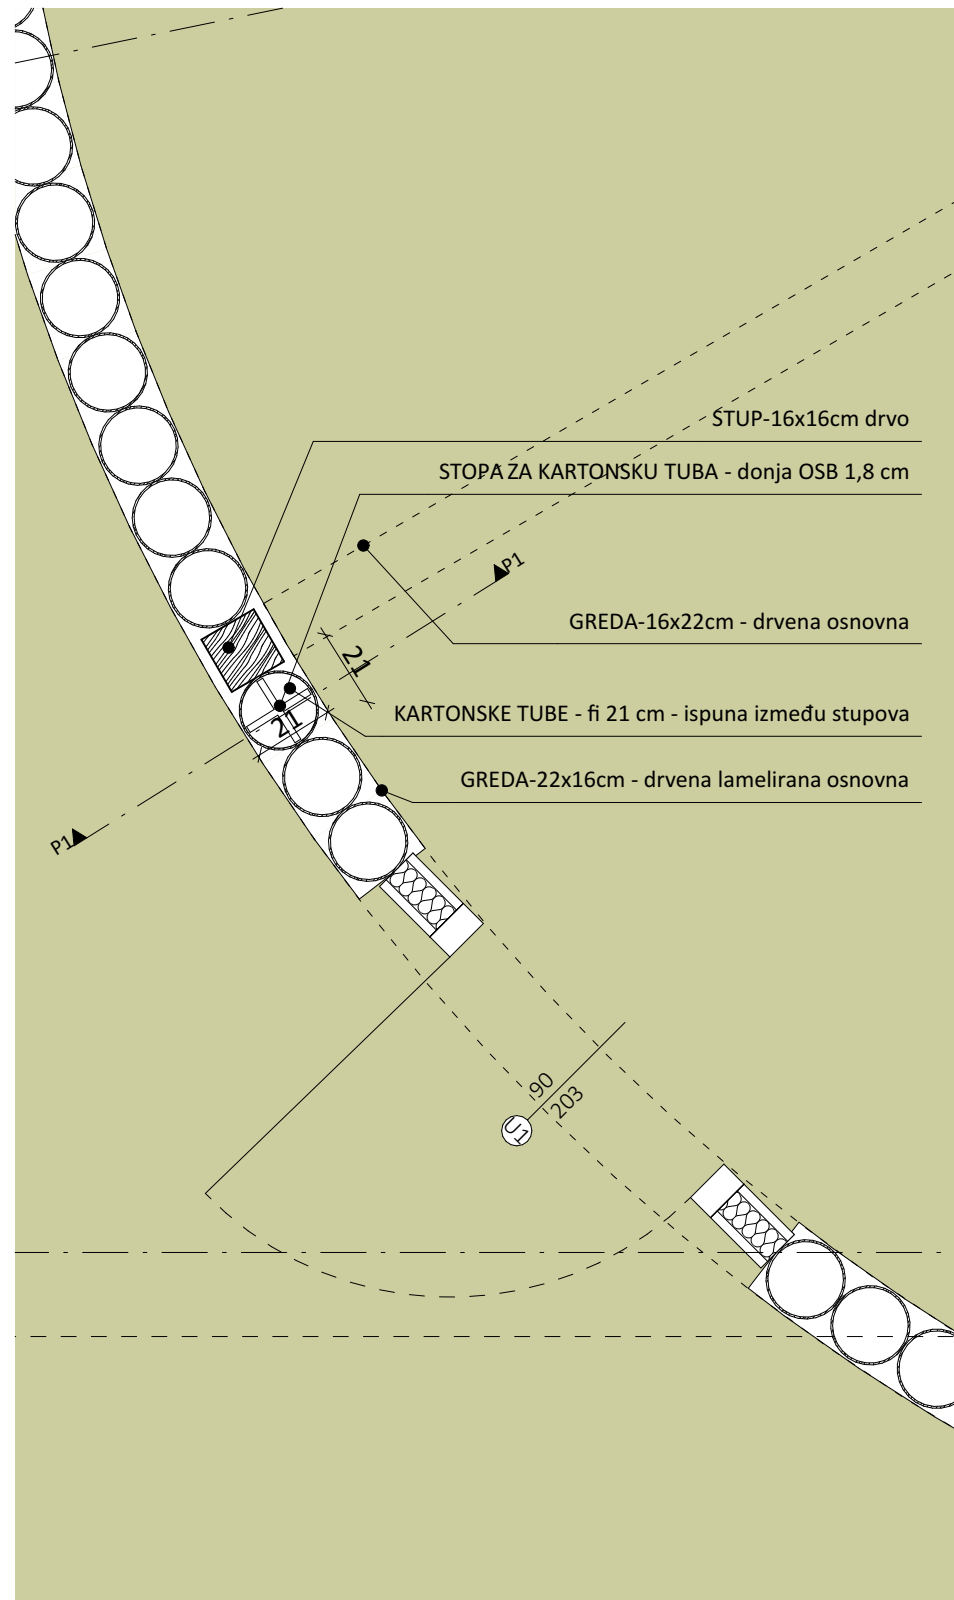 STUP-16x16cm drvo
STOPA ZA KARTONSKU TUBA - donja OSB 1,8 cm
P1
GREDA-16x22cm - drvena osnovna
21
KARTONSKE TUBE - fi 21 cm - ispuna između stupova
21
GREDA-22x16cm - drvena lamelirana osnovna
P1
90
203
U1